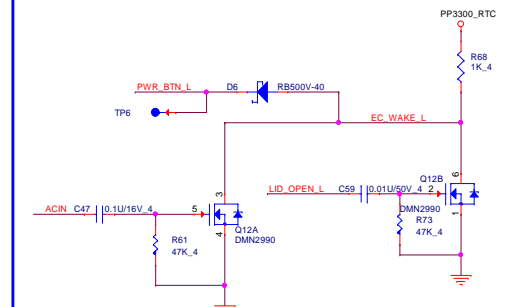 PP3300_RTC
R68
1K_4
PWR_BTN_L D6 RB500V-40
TP6
EC_WAKE_L
3
6
Q12B
LID_OPEN_L C59 0.01U/50V_4 2
ACIN C47 0.1U/16V_4 5
DMN2990
1
Q12A
DMN2990
4
R61
47K_4
R73
47K_4